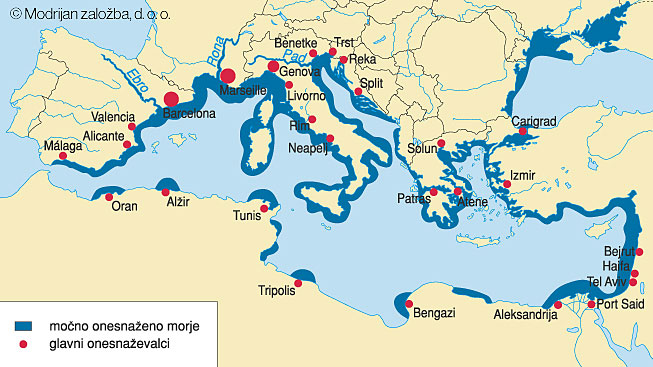 © Modrijan založba, d. o. o.
Benetke
Trst
Rona
Pad
Reka
Genova
Ebro
Marseille
Split
Livorno
Barcelona
Valencia
Carigrad
Rim
Alicante
Solun
Málaga
Neapelj
Izmir
Patras
Atene
Oran
Alžir
Tunis
Bejrut
Haifa
Tel Aviv
Tripolis
Port Said
Bengazi
Aleksandrija
močno onesnaženo morje
glavni onesnaževalci